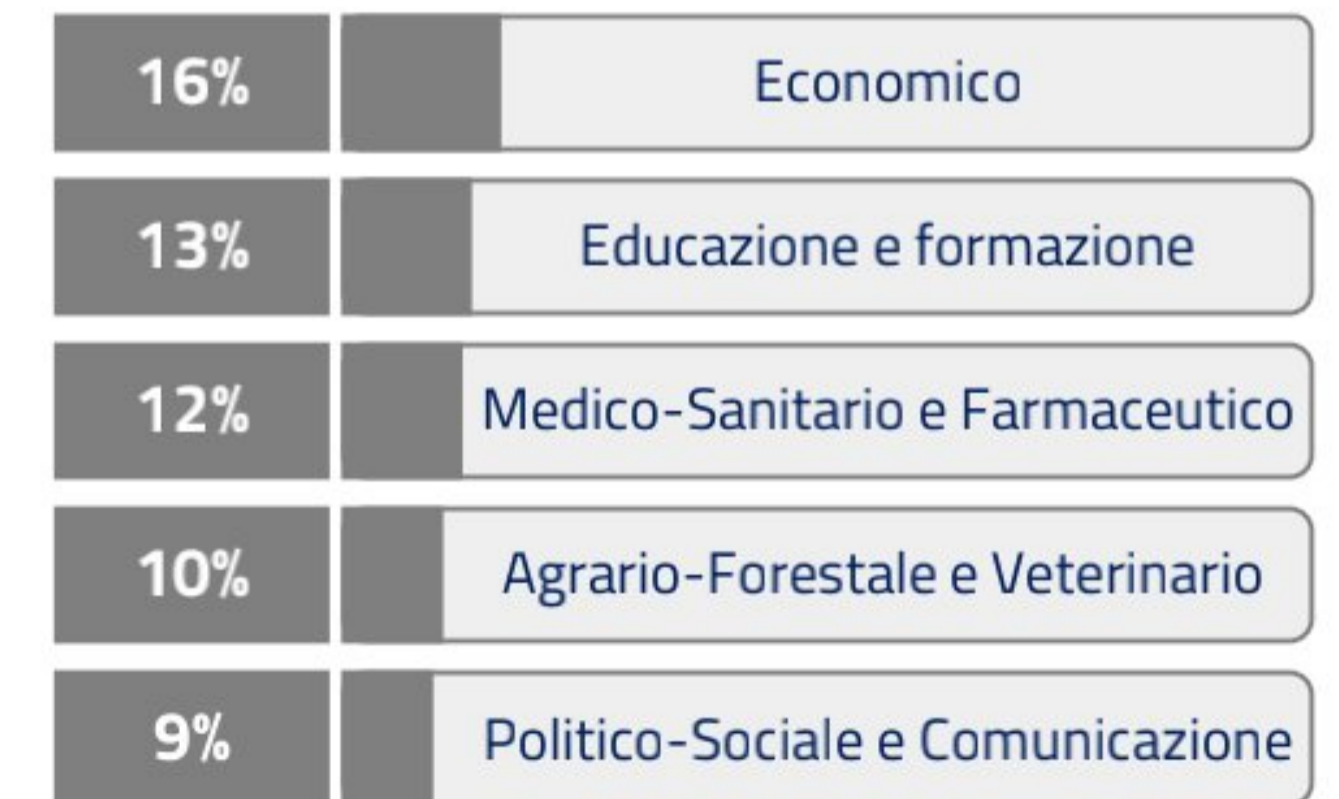 16% Economico
13% Educazione e formazione
12% Medico-Sanitario e Farmaceutico
10% Agrario-Forestale e Veterinario
9% Politico-Sociale e Comunicazione